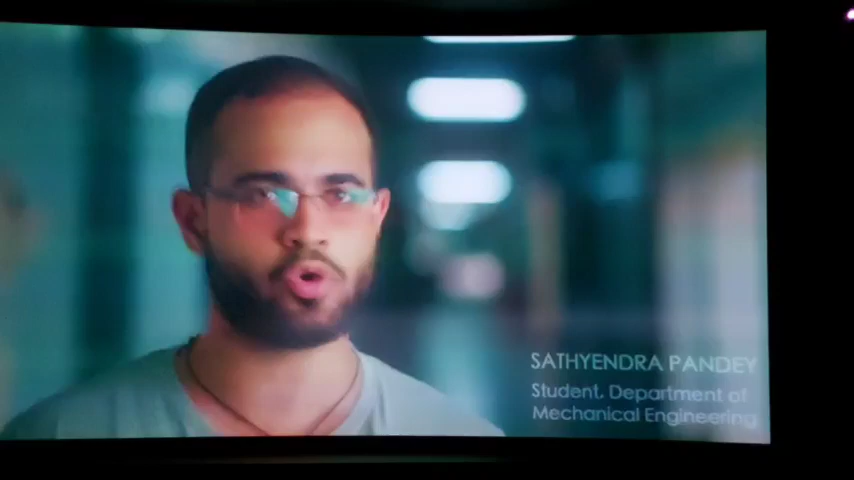 SATHYENDRA PANDEY
Student, Department of
Mechanical Engineering